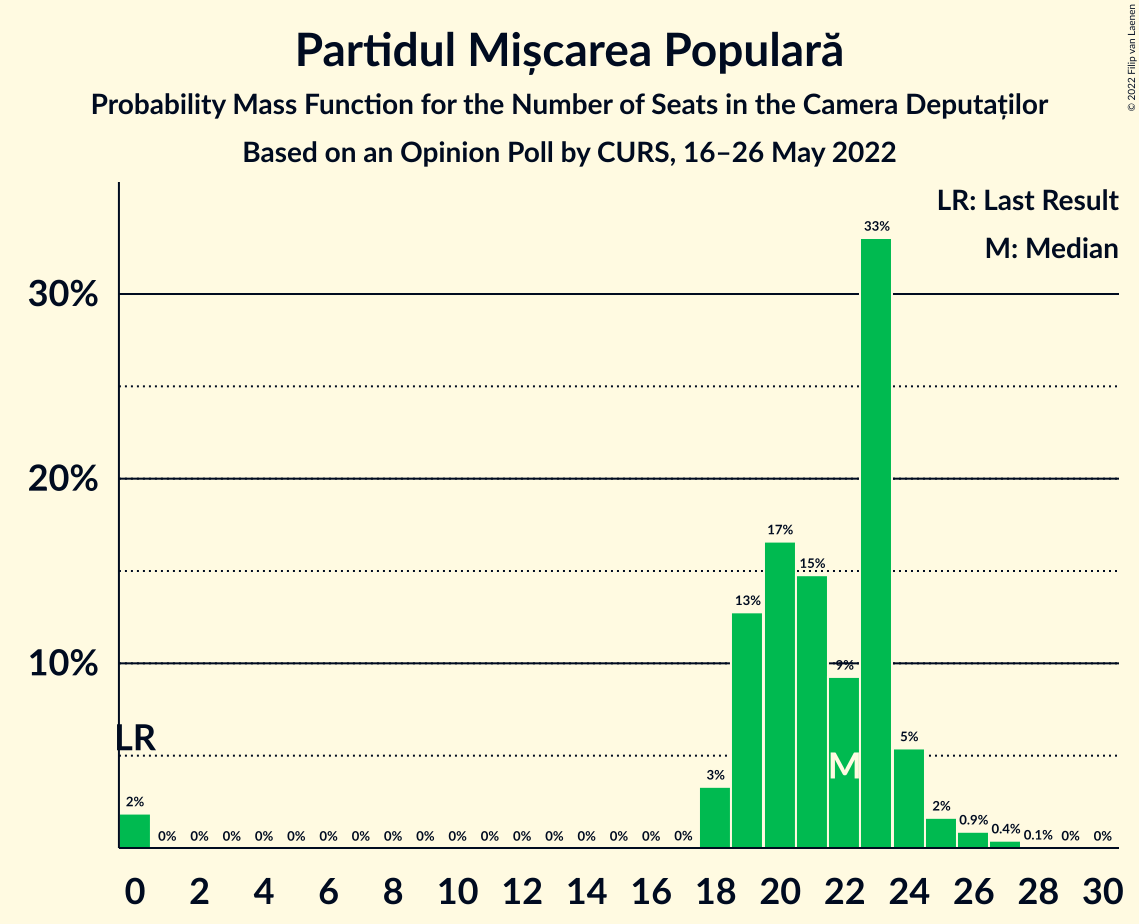 Partidul Mișcarea Populară
Probability Mass Function for the Number of Seats in the Camera Deputaților
Based on an Opinion Poll by CURS, 16–26 May 2022
© 2022 Filip van Laenen
LR: Last Result
M: Median
30%
20%
10%
LR
M
2% 0% 0% 0% 0% 0% 0% 0% 0% 0% 0% 0% 0% 0% 0% 0% 0% 0% 3% 13% 17% 15% 9% 33% 5% 2% 0.9% 0.4% 0.1% 0% 0%
0 2 4 6 8 10 12 14 16 18 20 22 24 26 28 30